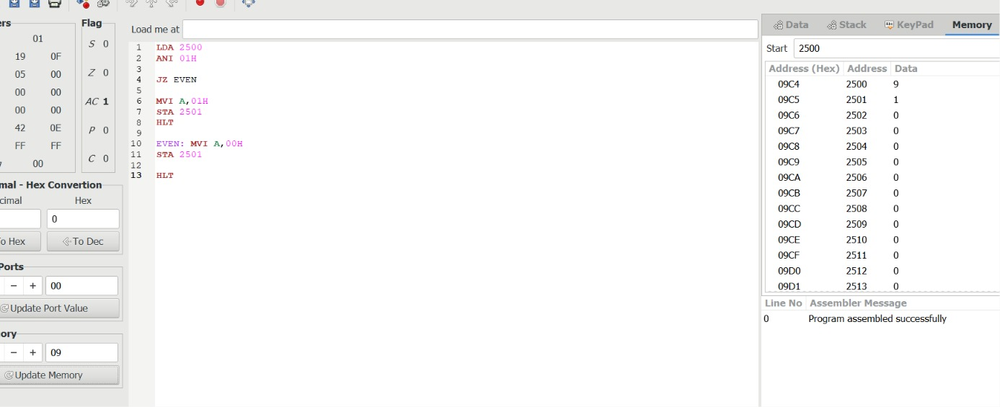 Flag
Load me at
01
S 0
19 0F
Z 0
05 00
00 00
AC 1
00 00
42 0E
P 0
FF FF
C 0
00
Hex Convertion
Hex
0
To Dec
00
Update Port Value
09
Update Memory
1 LDA 2500
2 ANI 01H
3
4 JZ EVEN
5
6 MVI A,01H
7 STA 2501
8 HLT
9
10 EVEN: MVI A,00H
11 STA 2501
12
13 HLT
Data Stack KeyPad Memory
Start 2500
Address (Hex) Address Data
09C4 2500 9
09C5 2501 1
09C6 2502 0
09C7 2503 0
09C8 2504 0
09C9 2505 0
09CA 2506 0
09CB 2507 0
09CC 2508 0
09CD 2509 0
09CE 2510 0
09CF 2511 0
09D0 2512 0
09D1 2513 0
Line No Assembler Message
0 Program assembled successfully